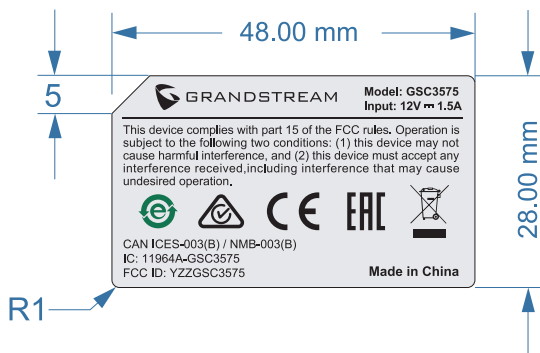 48.00 mm
5
GRANDSTREAM
Model: GSC3575
Input: 12V ⎓ 1.5A
This device complies with part 15 of the FCC rules. Operation is
subject to the following two conditions: (1) this device may not
cause harmful interference, and (2) this device must accept any
interference received,including interference that may cause
undesired operation.
e
CE
EAC
CAN ICES-003(B) / NMB-003(B)
IC: 11964A-GSC3575
FCC ID: YZZGSC3575
Made in China
28.00 mm
R1